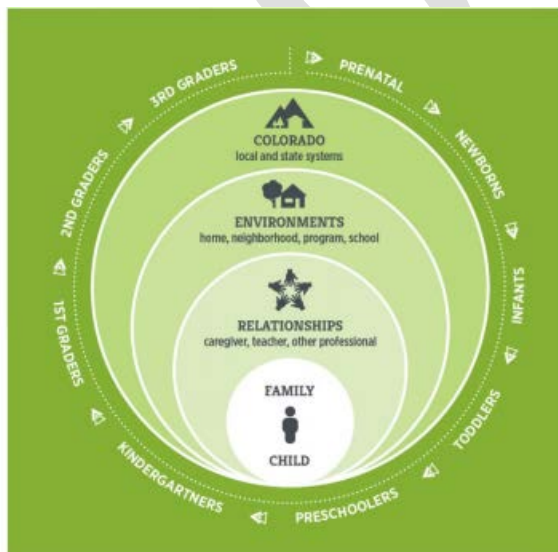 PRENATAL
NEWBORNS
INFANTS
TODDLERS
PRESCHOOLERS
KINDERGARTNERS
1ST GRADERS
2ND GRADERS
3RD GRADERS
COLORADO
local and state systems
ENVIRONMENTS
home, neighborhood, program, school
RELATIONSHIPS
caregiver, teacher, other professional
FAMILY
CHILD